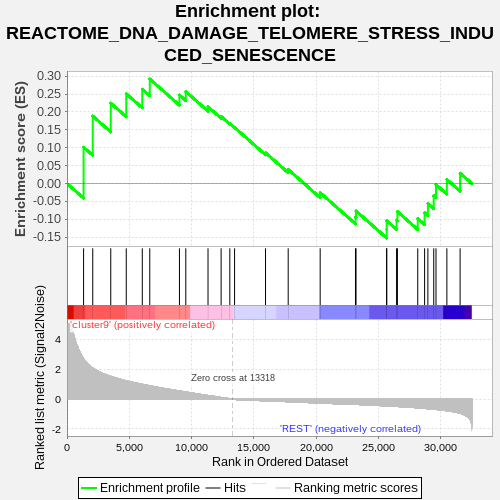 Enrichment plot:
REACTOME_DNA_DAMAGE_TELOMERE_STRESS_INDU
CED_SENESCENCE
Enrichment score (ES)
0.30
0.25
0.20
0.15
0.10
0.05
0.00
-0.05
-0.10
-0.15
Ranked list metric (Signal2Noise)
'cluster9' (positively correlated)
4
2
0
-2
Zero cross at 13318
'REST' (negatively correlated)
0
5,000
10,000
15,000
20,000
25,000
30,000
Rank in Ordered Dataset
Enrichment profile
Hits
Ranking metric scores